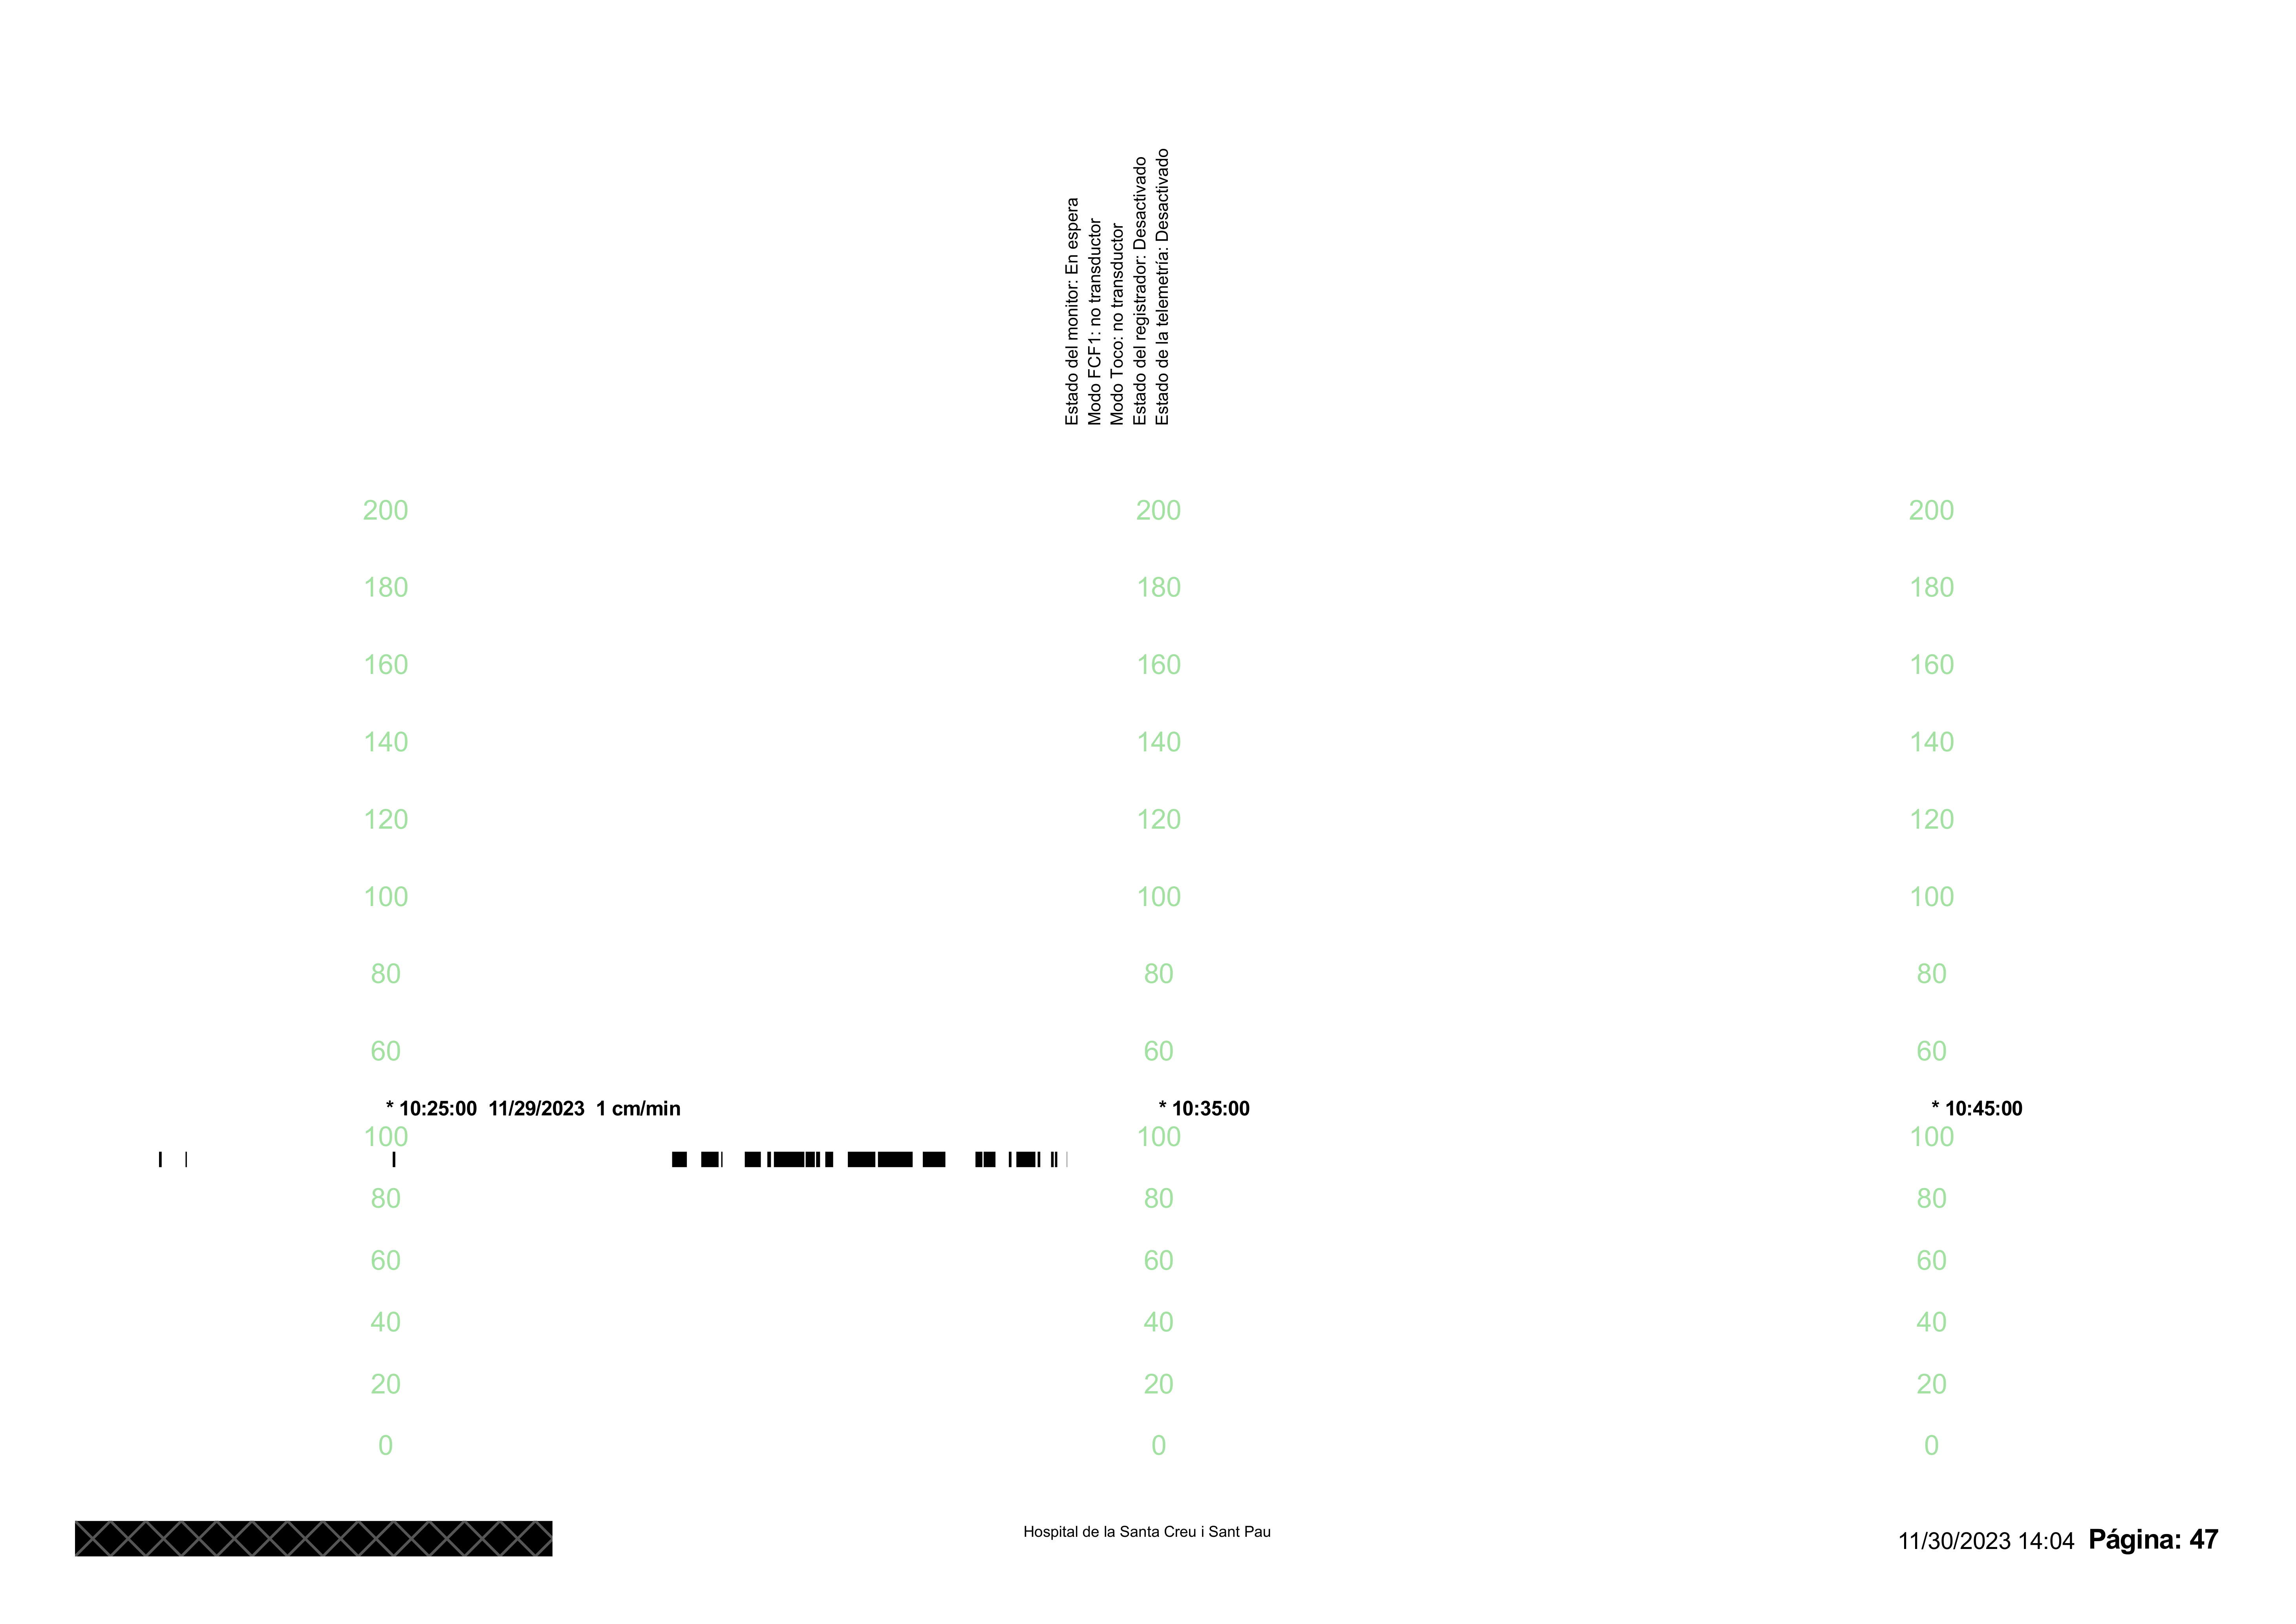 Estado del monitor: En espera
Modo FCF1: no transductor
Modo Toco: no transductor
Estado del registrador: Desactivado
Estado de la telemetría: Desactivado
200 200 200
180 180 180
160 160 160
140 140 140
120 120 120
100 100 100
80 80 80
60 60 60
* 10:25:00 11/29/2023 1 cm/min * 10:35:00 * 10:45:00
100 100 100
80 80 80
60 60 60
40 40 40
20 20 20
0 0 0
Hospital de la Santa Creu i Sant Pau
11/30/2023 14:04 Página: 47